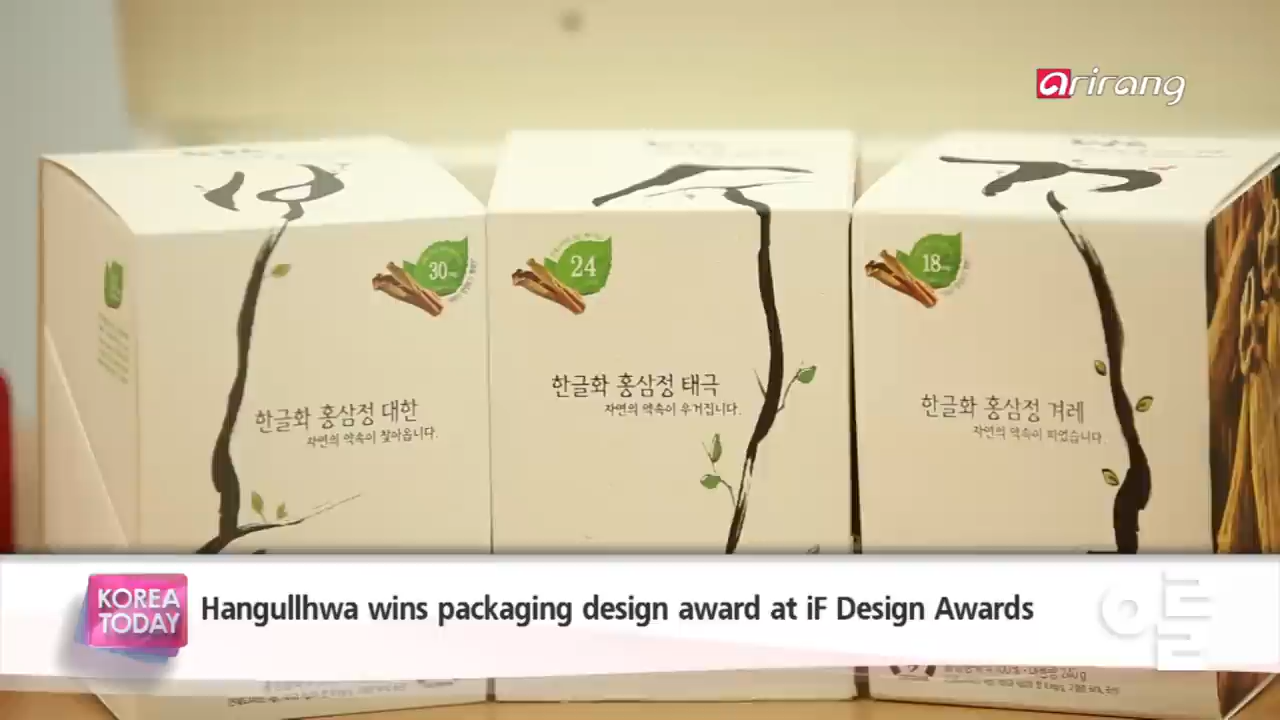 arirang
30
24
18
한글화 홍삼정 대한
자연의 약속이 찾아옵니다.
한글화 홍삼정 태극
자연의 약속이 우거집니다.
한글화 홍삼정 겨레
자연의 약속이 피었습니다.
KOREA
TODAY
Hangullhwa wins packaging design award at iF Design Awards
오늘